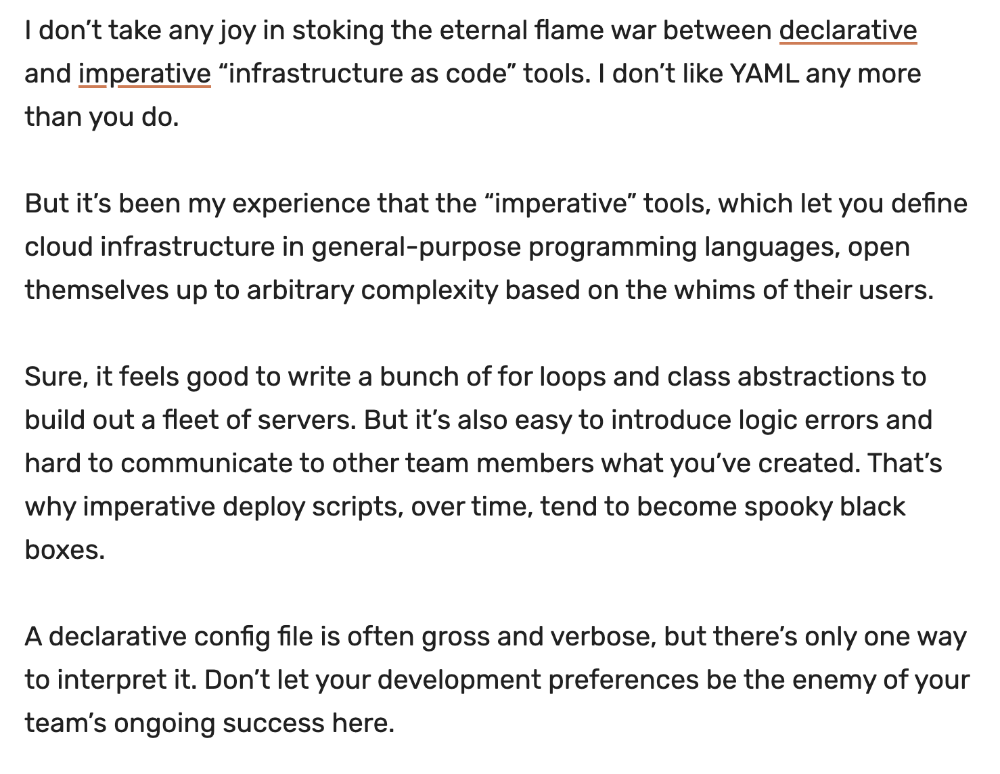 I don’t take any joy in stoking the eternal flame war between declarative
and imperative “infrastructure as code” tools. I don’t like YAML any more
than you do.
But it’s been my experience that the “imperative” tools, which let you define
cloud infrastructure in general-purpose programming languages, open
themselves up to arbitrary complexity based on the whims of their users.
Sure, it feels good to write a bunch of for loops and class abstractions to
build out a fleet of servers. But it’s also easy to introduce logic errors and
hard to communicate to other team members what you’ve created. That’s
why imperative deploy scripts, over time, tend to become spooky black
boxes.
A declarative config file is often gross and verbose, but there’s only one way
to interpret it. Don’t let your development preferences be the enemy of your
team’s ongoing success here.